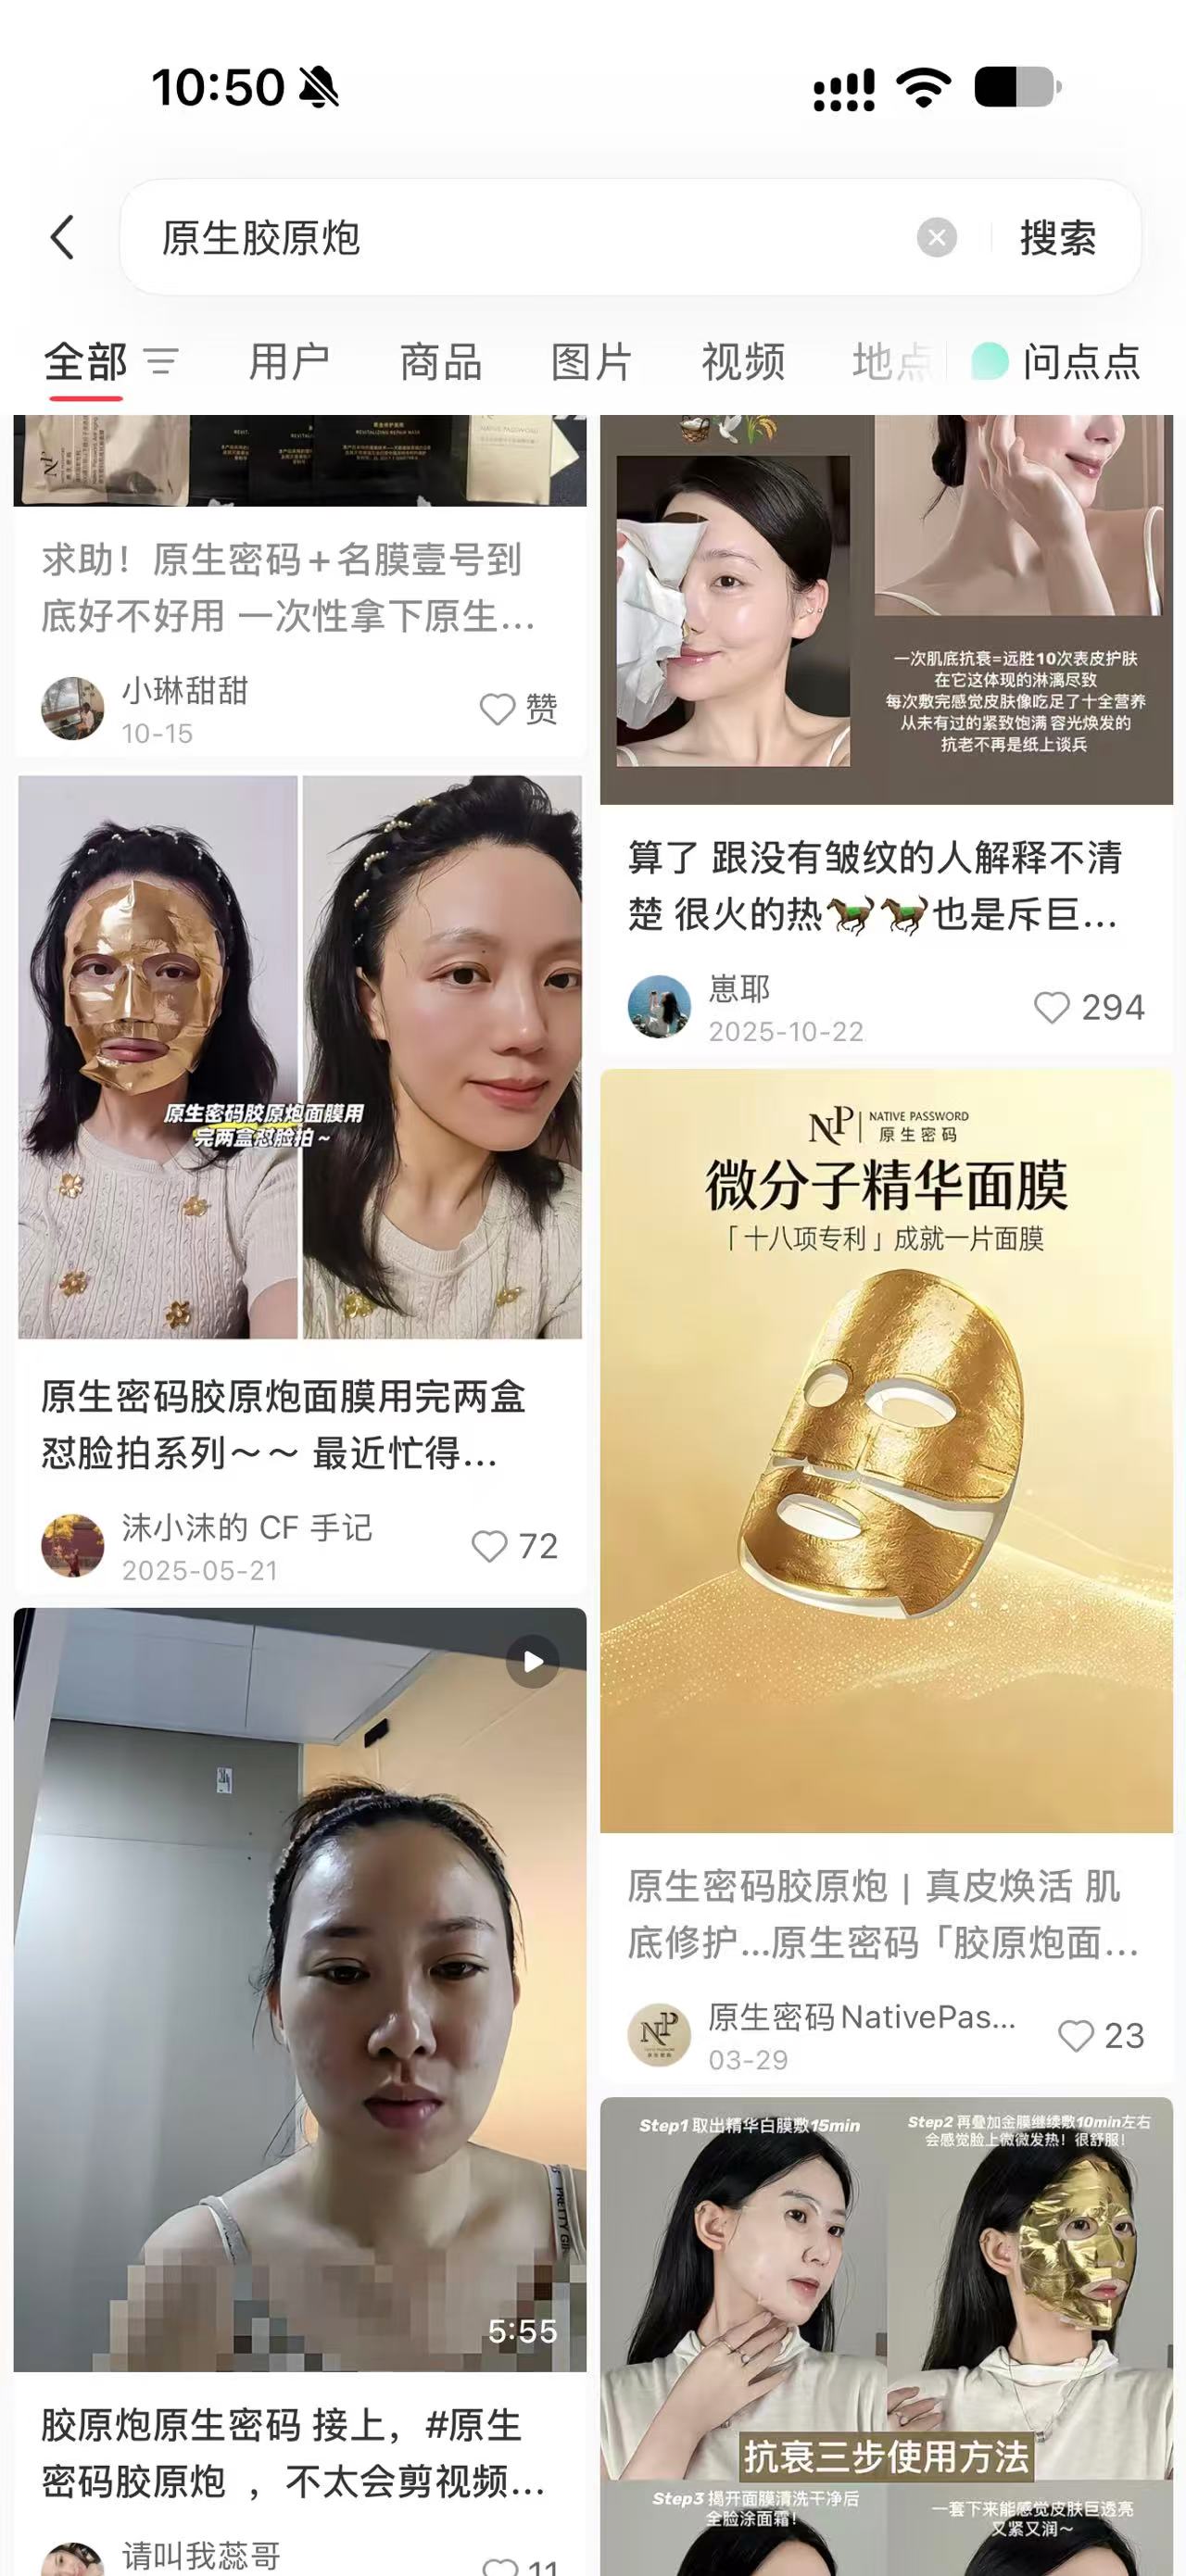 10:50
原生胶原炮
搜索
全部
用户
商品
图片
视频
地点
问点点
REVITALIZING REPAIR MASK
求助！原生密码+名膜壹号到
底好不好用 一次性拿下原生...
小琳甜甜
10-15
赞
原生密码胶原炮面膜用
完两盒怼脸拍~
原生密码胶原炮面膜用完两盒
怼脸拍系列～～ 最近忙得...
沫小沫的 CF 手记
2025-05-21
72
5:55
PRETTY GI
胶原炮原生密码 接上，#原生
密码胶原炮 ，不太会剪视频...
请叫我蕊哥
11
一次肌底抗衰=远胜10次表皮护肤
在它这体现的淋漓尽致
每次敷完感觉皮肤像吃足了十全营养
从未有过的紧致饱满 容光焕发的
抗老不再是纸上谈兵
算了 跟没有皱纹的人解释不清
楚 很火的热🐎🐎也是斥巨...
崽耶
2025-10-22
294
NP NATIVE PASSWORD
原生密码
微分子精华面膜
「十八项专利」成就一片面膜
原生密码胶原炮 | 真皮焕活 肌
底修护...原生密码「胶原炮面...
NP
原生密码NativePas...
03-29
23
Step1 取出精华白膜敷15min
Step2 再叠加金膜继续敷10min左右
会感觉脸上微微发热！很舒服！
抗衰三步使用方法
Step3 揭开面膜清洗干净后
全脸涂面霜！
一套下来能感觉皮肤巨透亮
又紧又润～